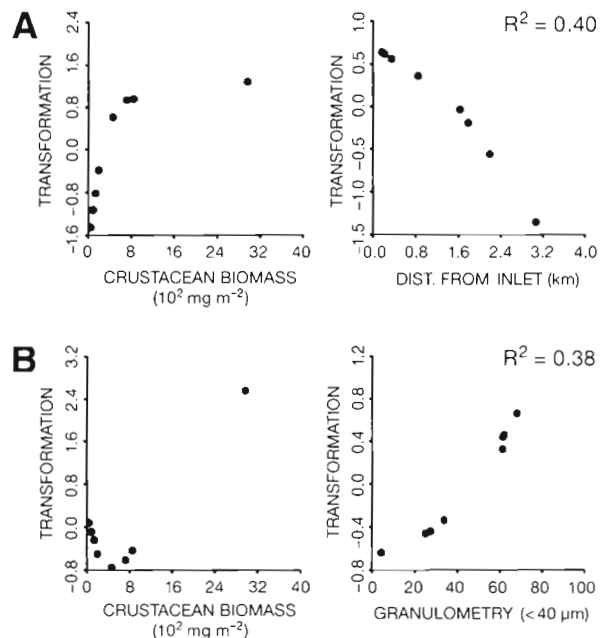 A
R² = 0.40
TRANSFORMATION
2.4
1.6
0.8
0.0
−0.8
−1.6
0 8 16 24 32 40
CRUSTACEAN BIOMASS
(10² mg m⁻²)
TRANSFORMATION
1.0
0.5
0.0
−0.5
−1.0
−1.5
0.0 0.8 1.6 2.4 3.2 4.0
DIST. FROM INLET (km)
B
R² = 0.38
TRANSFORMATION
3.2
2.4
1.6
0.8
0.0
−0.8
0 8 16 24 32 40
CRUSTACEAN BIOMASS
(10² mg m⁻²)
TRANSFORMATION
1.2
0.8
0.4
0.0
−0.4
−0.8
0 20 40 60 80 100
GRANULOMETRY (<40 µm)